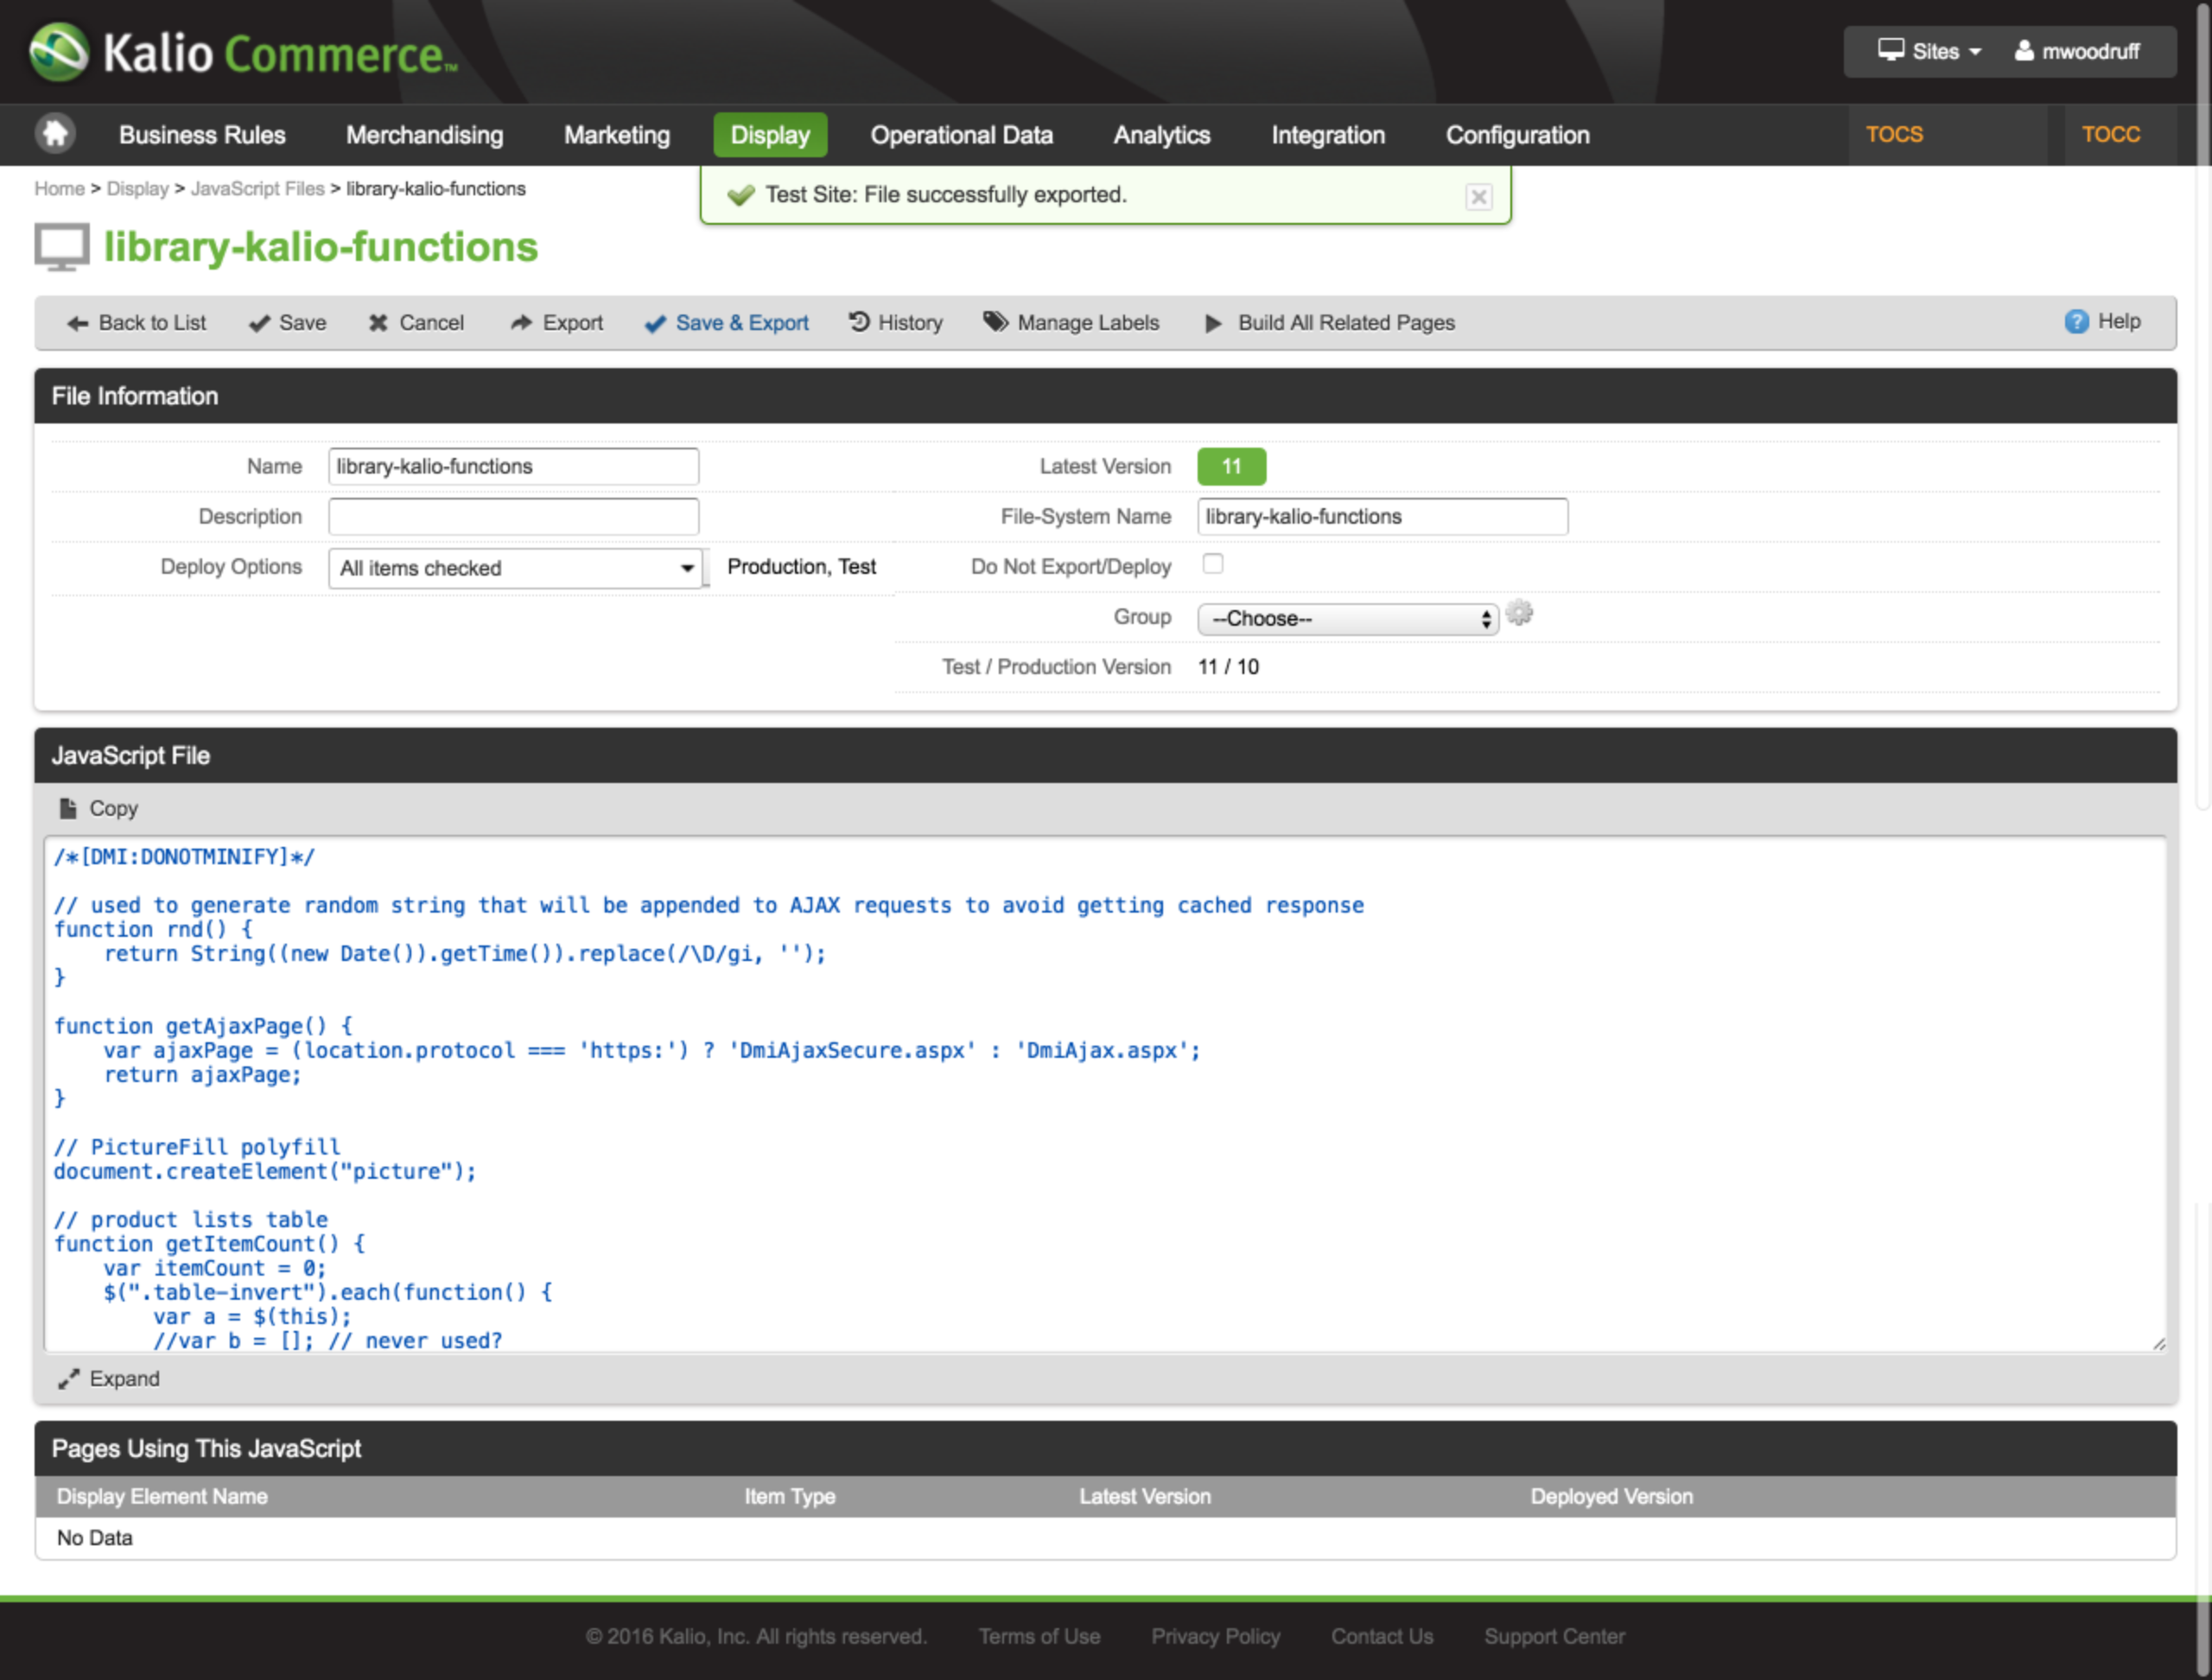 Kalio Commerce™
Sites mwoodruff
Business Rules Merchandising Marketing Display Operational Data Analytics Integration Configuration TOCS TOCC
Home > Display > JavaScript Files > library-kalio-functions
Test Site: File successfully exported.
library-kalio-functions
Back to List Save Cancel Export Save & Export History Manage Labels Build All Related Pages Help
File Information
Name library-kalio-functions Latest Version 11
Description File-System Name library-kalio-functions
Deploy Options All items checked Production, Test Do Not Export/Deploy
Group --Choose--
Test / Production Version 11 / 10
JavaScript File
Copy
/*[DMI:DONOTMINIFY]*/
// used to generate random string that will be appended to AJAX requests to avoid getting cached response
function rnd() {
    return String((new Date()).getTime()).replace(/\D/gi, '');
}
function getAjaxPage() {
    var ajaxPage = (location.protocol === 'https:') ? 'DmiAjaxSecure.aspx' : 'DmiAjax.aspx';
    return ajaxPage;
}
// PictureFill polyfill
document.createElement("picture");
// product lists table
function getItemCount() {
    var itemCount = 0;
    $(".table-invert").each(function() {
        var a = $(this);
        //var b = []; // never used?
Expand
Pages Using This JavaScript
Display Element Name Item Type Latest Version Deployed Version
No Data
© 2016 Kalio, Inc. All rights reserved. Terms of Use Privacy Policy Contact Us Support Center